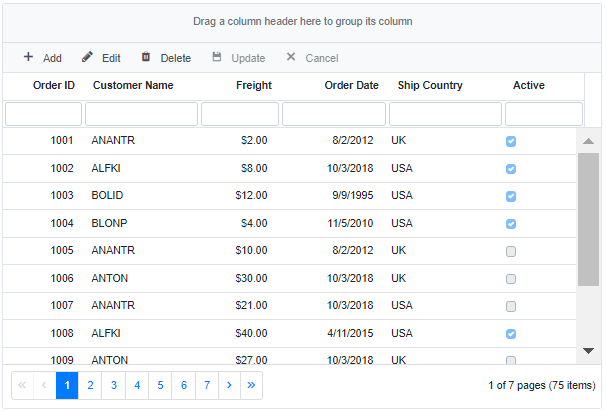 Drag a column header here to group its column
+ Add Edit Delete Update × Cancel
Order ID Customer Name Freight Order Date Ship Country Active
1001 ANANTR $2.00 8/2/2012 UK
1002 ALFKI $8.00 10/3/2018 USA
1003 BOLID $12.00 9/9/1995 USA
1004 BLONP $4.00 11/5/2010 USA
1005 ANANTR $10.00 8/2/2012 UK
1006 ANTON $30.00 10/3/2018 UK
1007 ANANTR $21.00 10/3/2018 USA
1008 ALFKI $40.00 4/11/2015 USA
1009 ANTON $27.00 10/3/2018 UK
« ‹ 1 2 3 4 5 6 7 › » 1 of 7 pages (75 items)